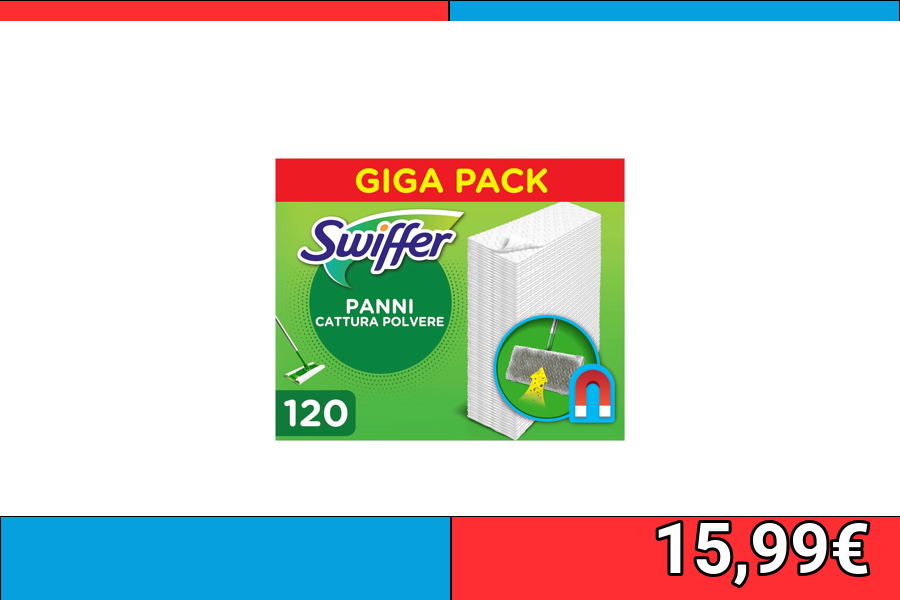 GIGA PACK
Swiffer
PANNI
CATTURA POLVERE
120
15,99€